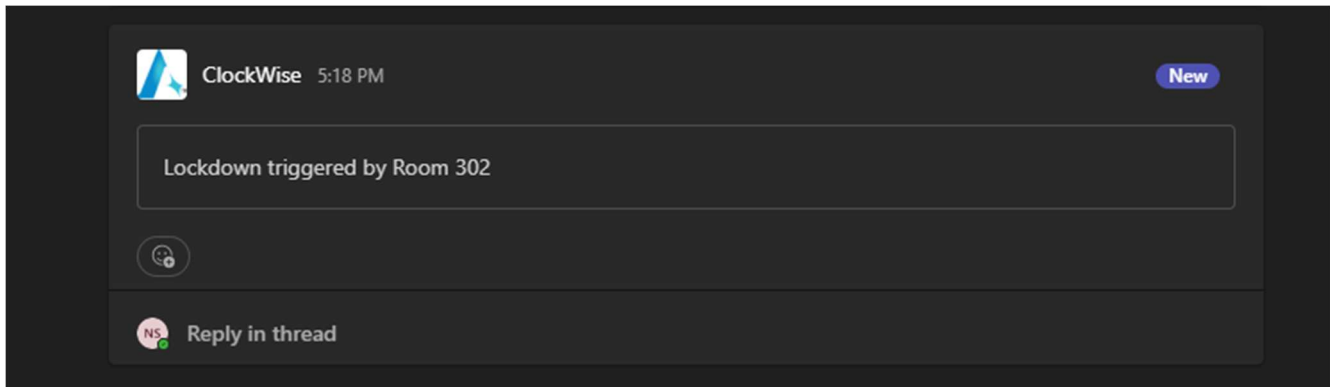 ClockWise 5:18 PM New
Lockdown triggered by Room 302
NS Reply in thread